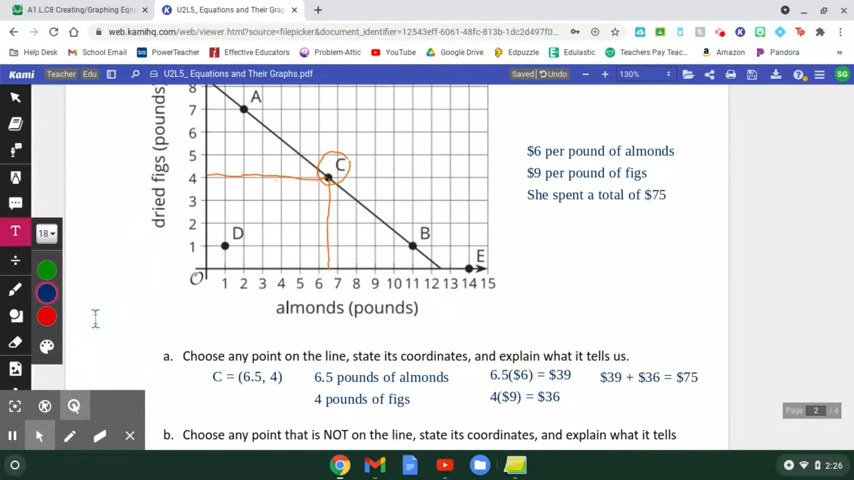 A1.L.C8 Creating/Graphing Equ
U2L5_ Equations and Their Graphs
web.kamihq.com/web/viewer.html?source=filepicker&document_identifier=12543eff-6061-48fc-813b-1dc2d497f0...
Help Desk School Email SIS PowerTeacher Effective Educators Problem-Attic YouTube Google Drive Edpuzzle Edulastic Teachers Pay Teac... Amazon Pandora
Kami Teacher Edu U2L5_ Equations and Their Graphs.pdf Saved Undo 130% SG
8
A
7
6
5
C
4
3
2
D
B
1
E
O
1 2 3 4 5 6 7 8 9 10 11 12 13 14 15
dried figs (pounds)
almonds (pounds)
$6 per pound of almonds
$9 per pound of figs
She spent a total of $75
T 18
a. Choose any point on the line, state its coordinates, and explain what it tells us.
C = (6.5, 4) 6.5 pounds of almonds 6.5($6) = $39 $39 + $36 = $75
4 pounds of figs 4($9) = $36
Page 2 / 4
b. Choose any point that is NOT on the line, state its coordinates, and explain what it tells
2:26